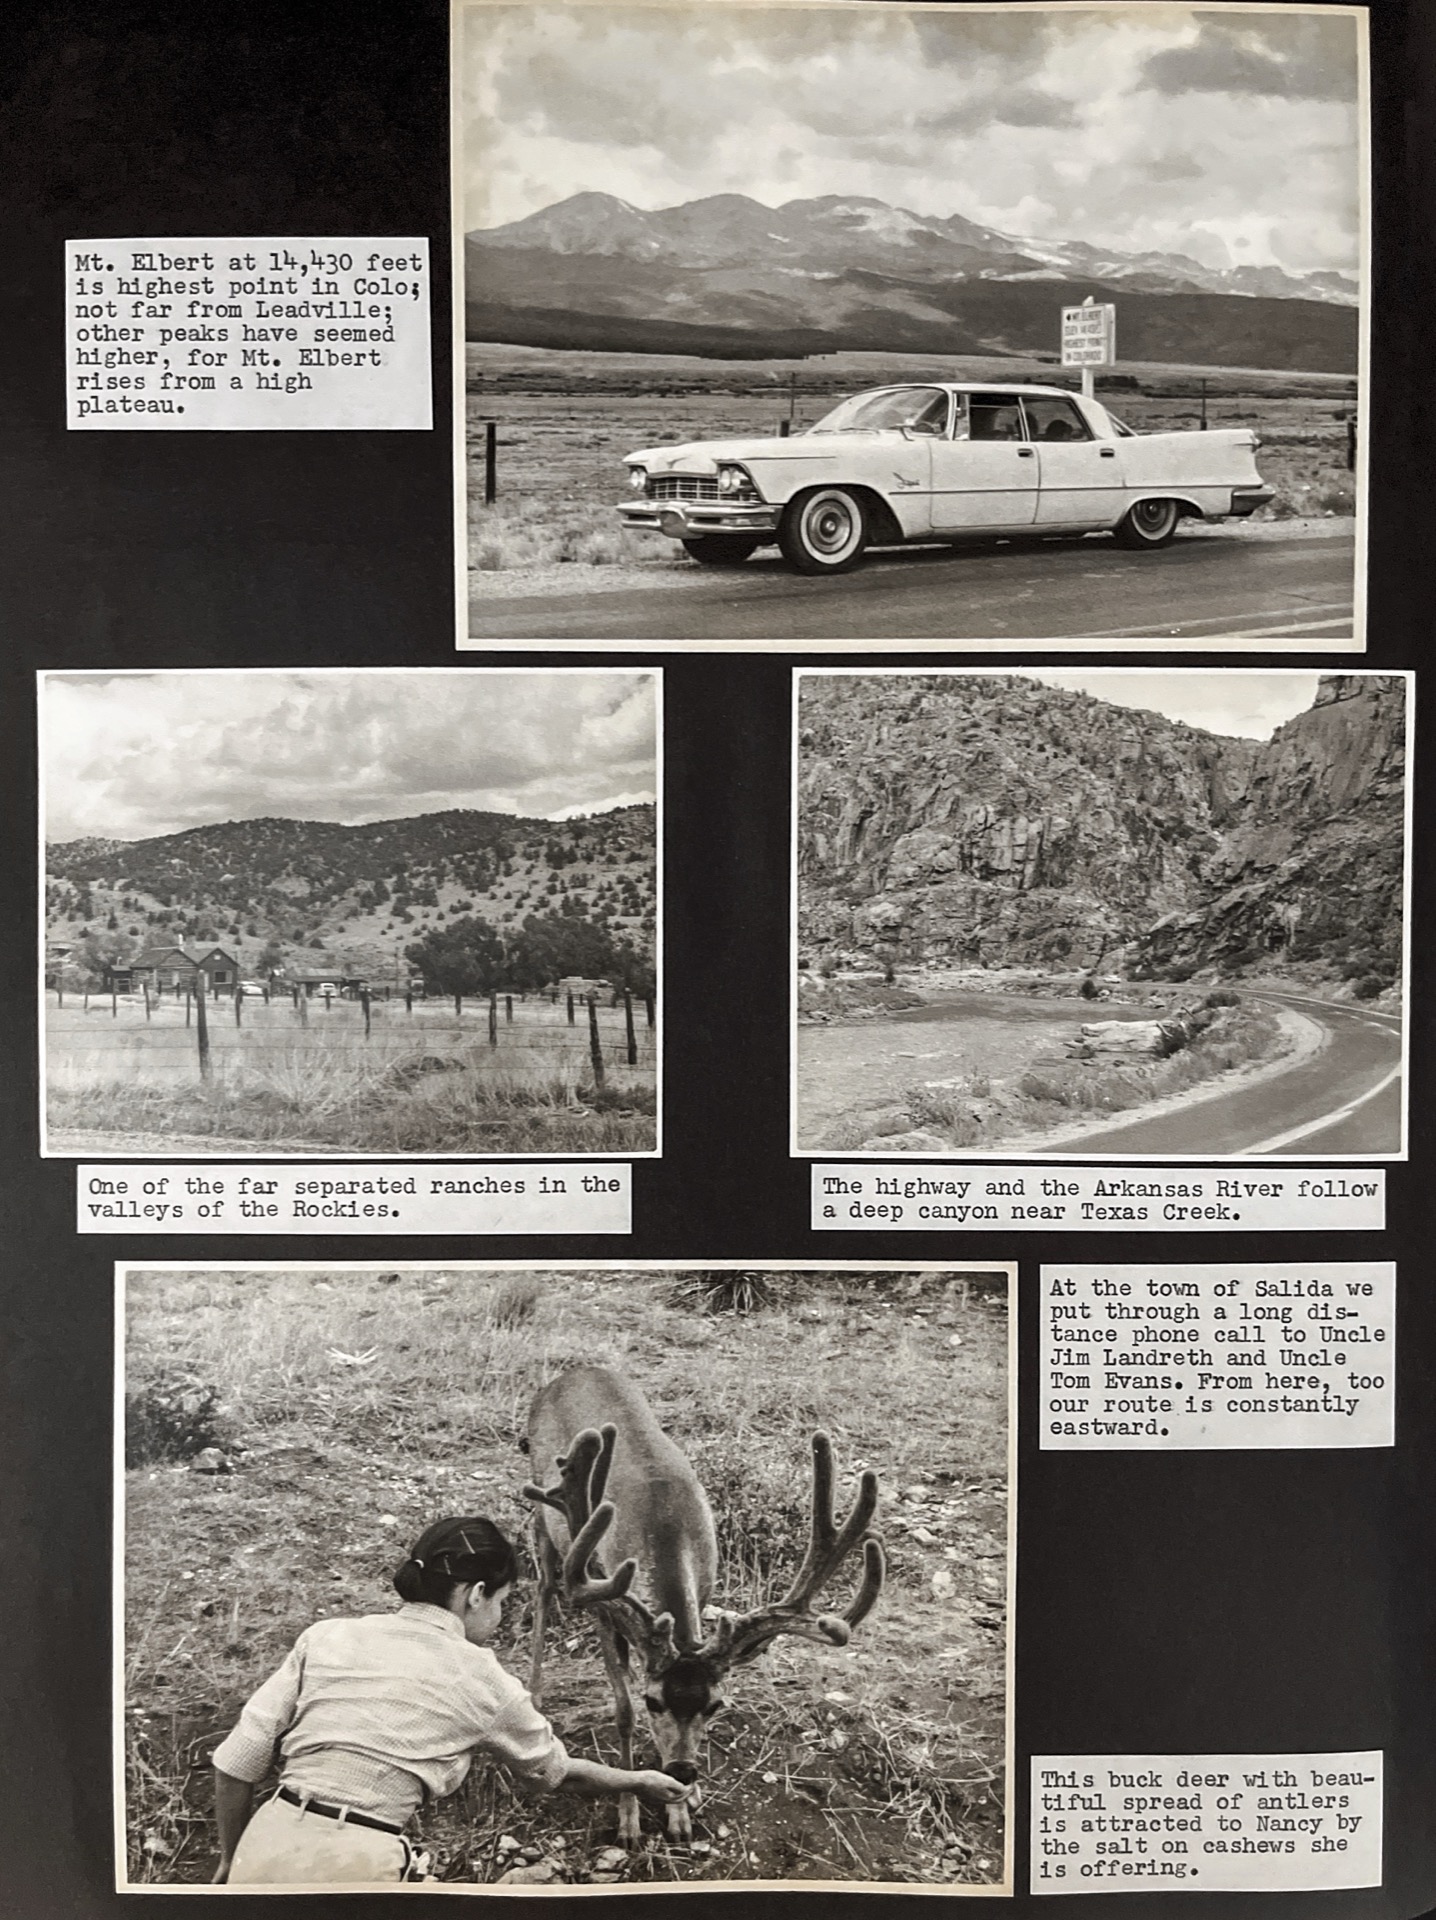 Mt. Elbert at 14,430 feet
is highest point in Colo;
not far from Leadville;
other peaks have seemed
higher, for Mt. Elbert
rises from a high
plateau.
MT. ELBERT
HIGHEST POINT
IN COLORADO
Imperial
One of the far separated ranches in the
valleys of the Rockies.
The highway and the Arkansas River follow
a deep canyon near Texas Creek.
At the town of Salida we
put through a long dis-
tance phone call to Uncle
Jim Landreth and Uncle
Tom Evans. From here, too
our route is constantly
eastward.
This buck deer with beau-
tiful spread of antlers
is attracted to Nancy by
the salt on cashews she
is offering.